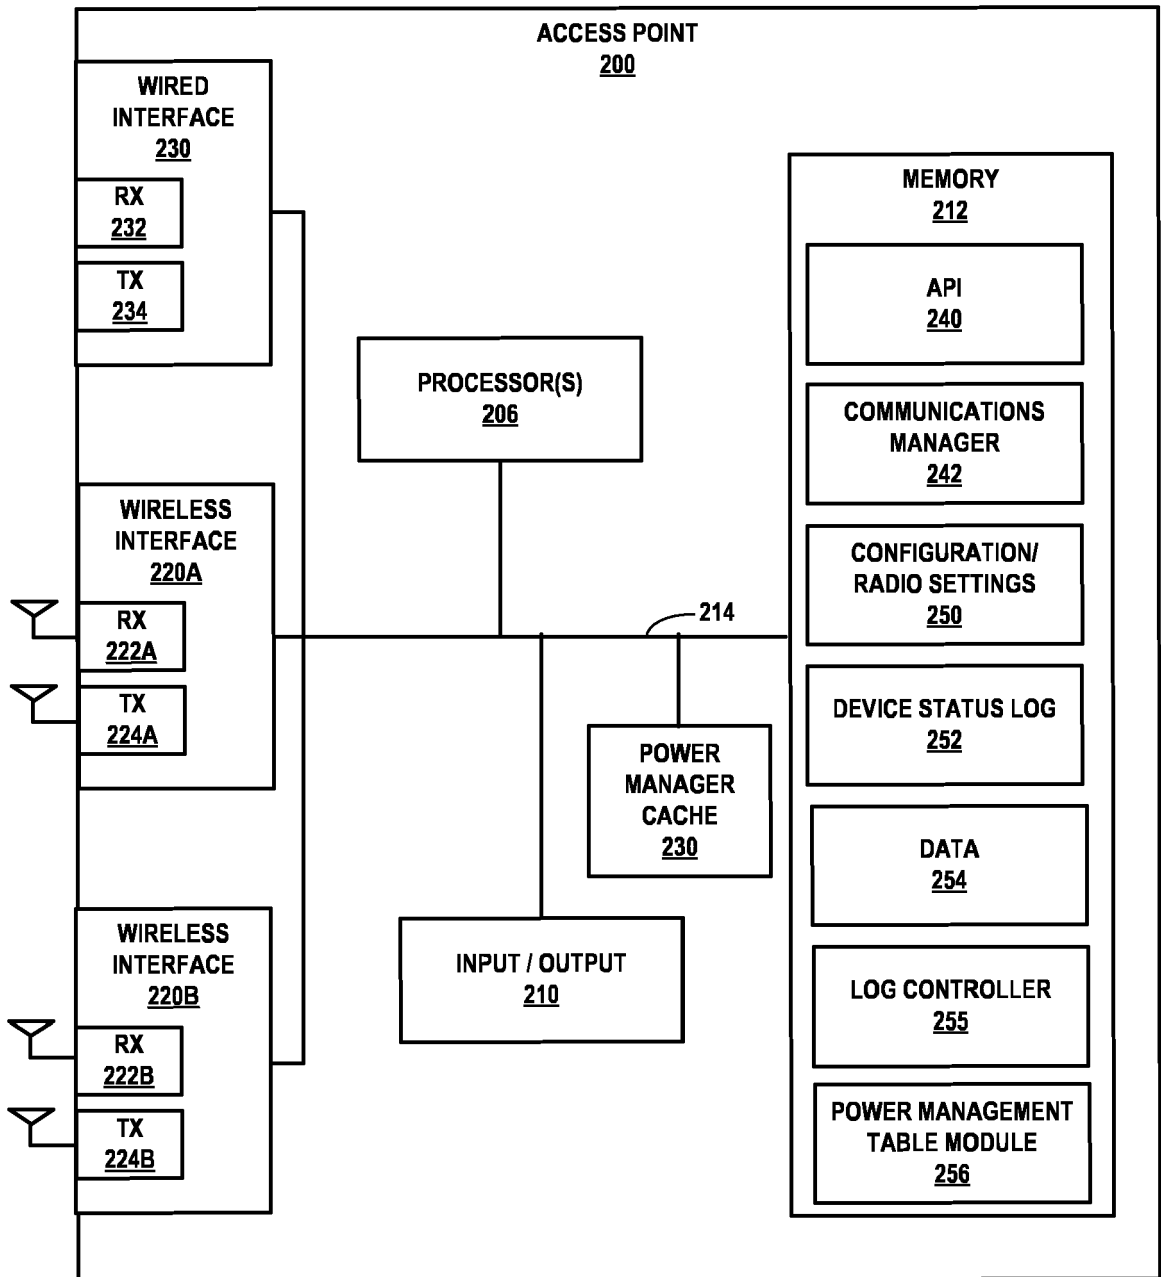 ACCESS POINT
200
WIRED
INTERFACE
230
RX
232
TX
234
PROCESSOR(S)
206
WIRELESS
INTERFACE
220A
RX
222A
TX
224A
214
POWER
MANAGER
CACHE
230
INPUT / OUTPUT
210
WIRELESS
INTERFACE
220B
RX
222B
TX
224B
MEMORY
212
API
240
COMMUNICATIONS
MANAGER
242
CONFIGURATION/
RADIO SETTINGS
250
DEVICE STATUS LOG
252
DATA
254
LOG CONTROLLER
255
POWER MANAGEMENT
TABLE MODULE
256